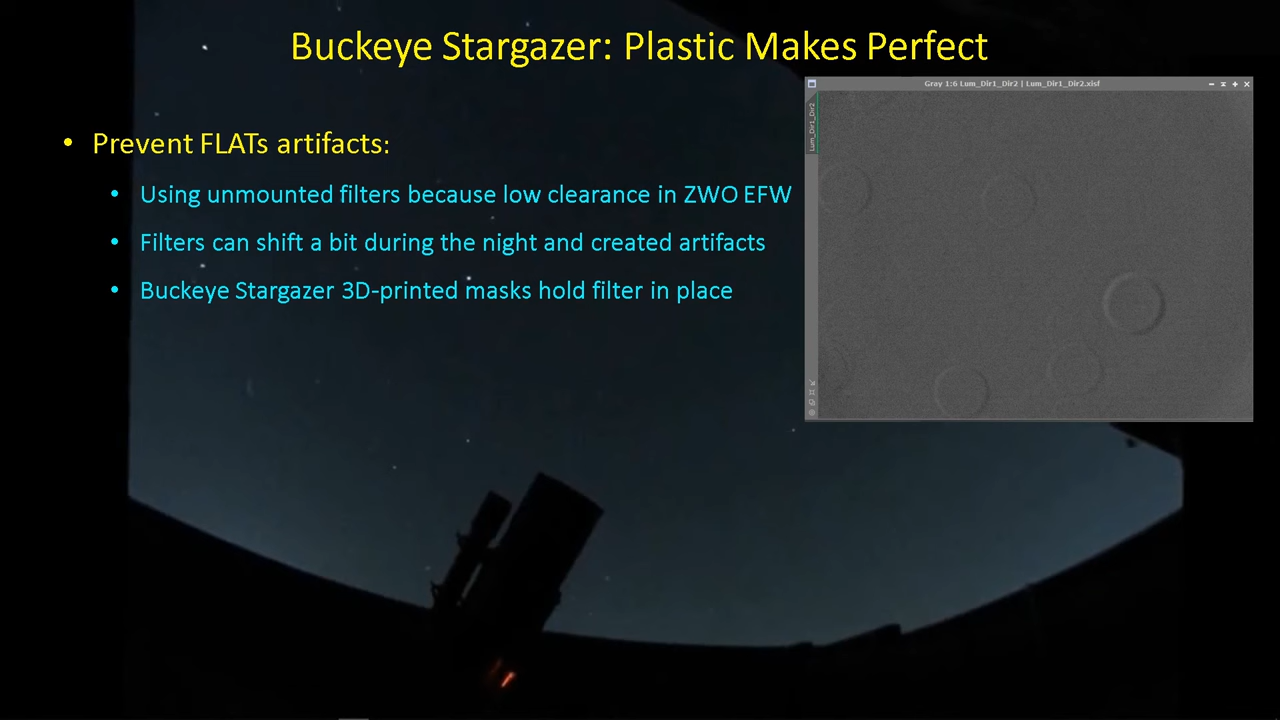 Buckeye Stargazer: Plastic Makes Perfect
Gray 1:6 Lum_Dir1_Dir2 | Lum_Dir1_Dir2.xisf
Lum_Dir1_Dir2
• Prevent FLATs artifacts:
• Using unmounted filters because low clearance in ZWO EFW
• Filters can shift a bit during the night and created artifacts
• Buckeye Stargazer 3D-printed masks hold filter in place